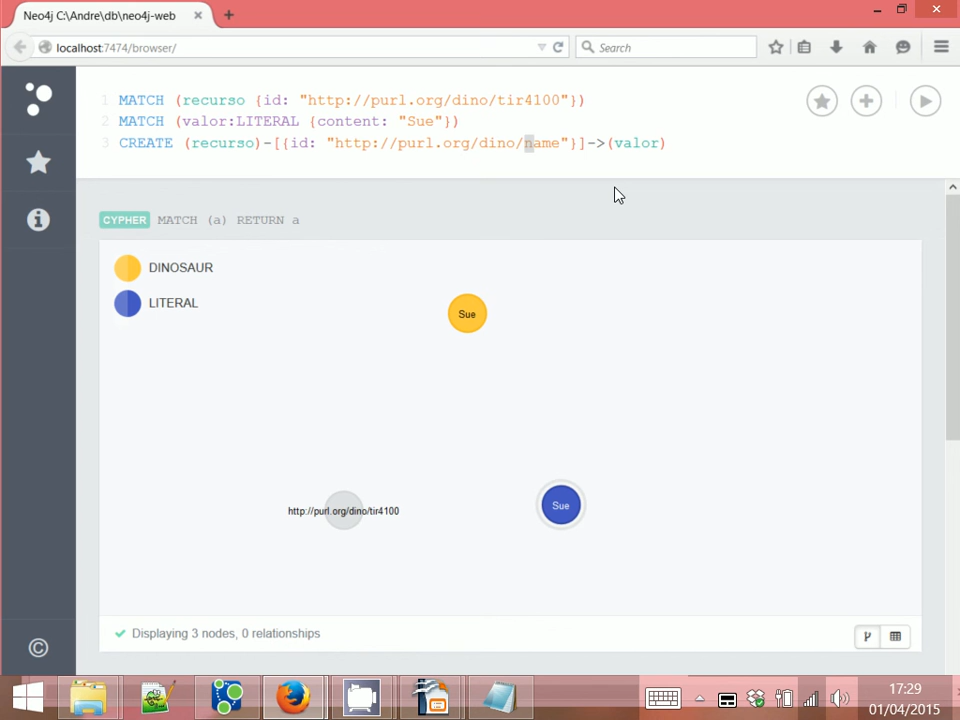 Neo4j C:\Andre\db\neo4j-web
localhost:7474/browser/
Search
1 MATCH (recurso {id: "http://purl.org/dino/tir4100"})
2 MATCH (valor:LITERAL {content: "Sue"})
3 CREATE (recurso)-[{id: "http://purl.org/dino/name"}]->(valor)
CYPHER MATCH (a) RETURN a
DINOSAUR
LITERAL
Sue
http://purl.org/dino/tir4100
Sue
Displaying 3 nodes, 0 relationships
©
17:29
01/04/2015